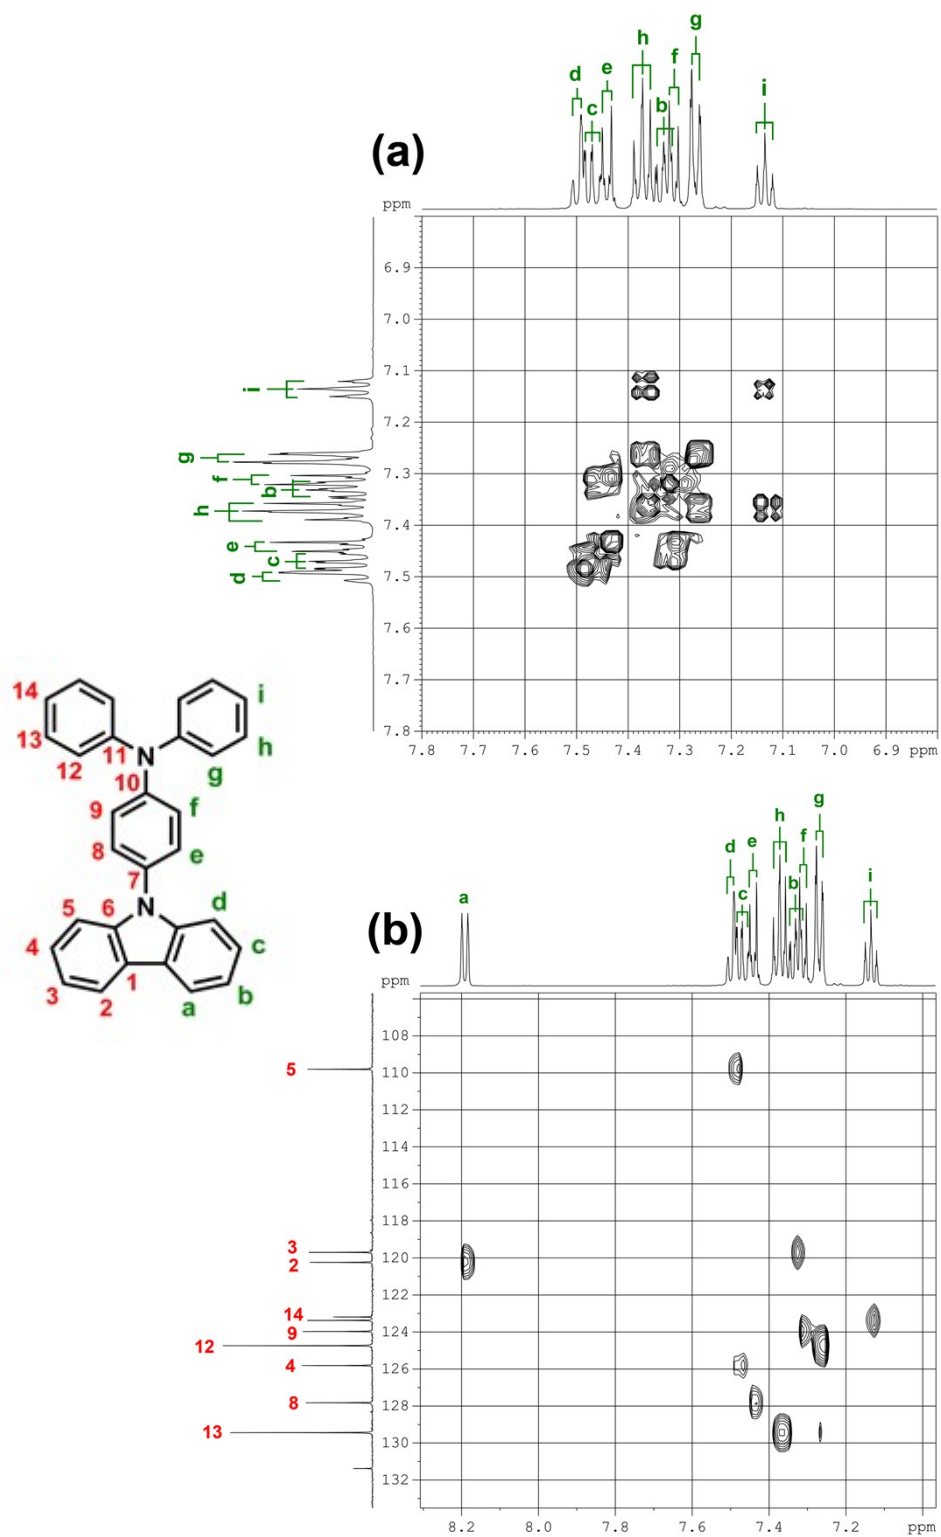 g
h
f
e
d
b
c
i
(a)
ppm
6.9
7.0
7.1
i
7.2
g
7.3
f
b
h
7.4
e
c
7.5
d
7.6
7.7
7.8
7.8 7.7 7.6 7.5 7.4 7.3 7.2 7.1 7.0 6.9 ppm
14
i
13
N
h
11
12
g
10
9
f
8
e
7
N
5
6
d
4
c
1
3
b
2
a
g
h
f
d
e
b
i
a
c
(b)
ppm
108
5
110
112
114
116
118
3
120
2
122
14
124
9
12
4
126
8
128
13
130
132
8.2 8.0 7.6 7.4 7.2 ppm